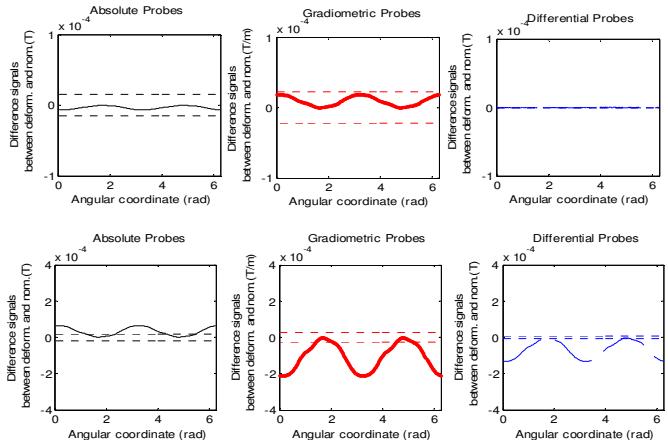 Absolute Probes
Gradiometric Probes
Differential Probes
x 10^-4
x 10^-4
x 10^-4
Difference signals
between deform. and nom.(T)
Difference signals
between deform. and nom.(T/m)
Difference signals
between deform. and nom.(T)
1
0
-1
1
0
-1
1
0
-1
0 2 4 6
0 2 4 6
0 2 4 6
Angular coordinate (rad)
Angular coordinate (rad)
Angular coordinate (rad)
Absolute Probes
Gradiometric Probes
Differential Probes
x 10^-4
x 10^-4
x 10^-4
Difference signals
between deform. and nom.(T)
Difference signals
between deform. and nom.(T/m)
Difference signals
between deform. and nom.(T)
4
2
0
-2
-4
4
2
0
-2
-4
4
2
0
-2
-4
0 2 4 6
0 2 4 6
0 2 4 6
Angular coordinate (rad)
Angular coordinate (rad)
Angular coordinate (rad)